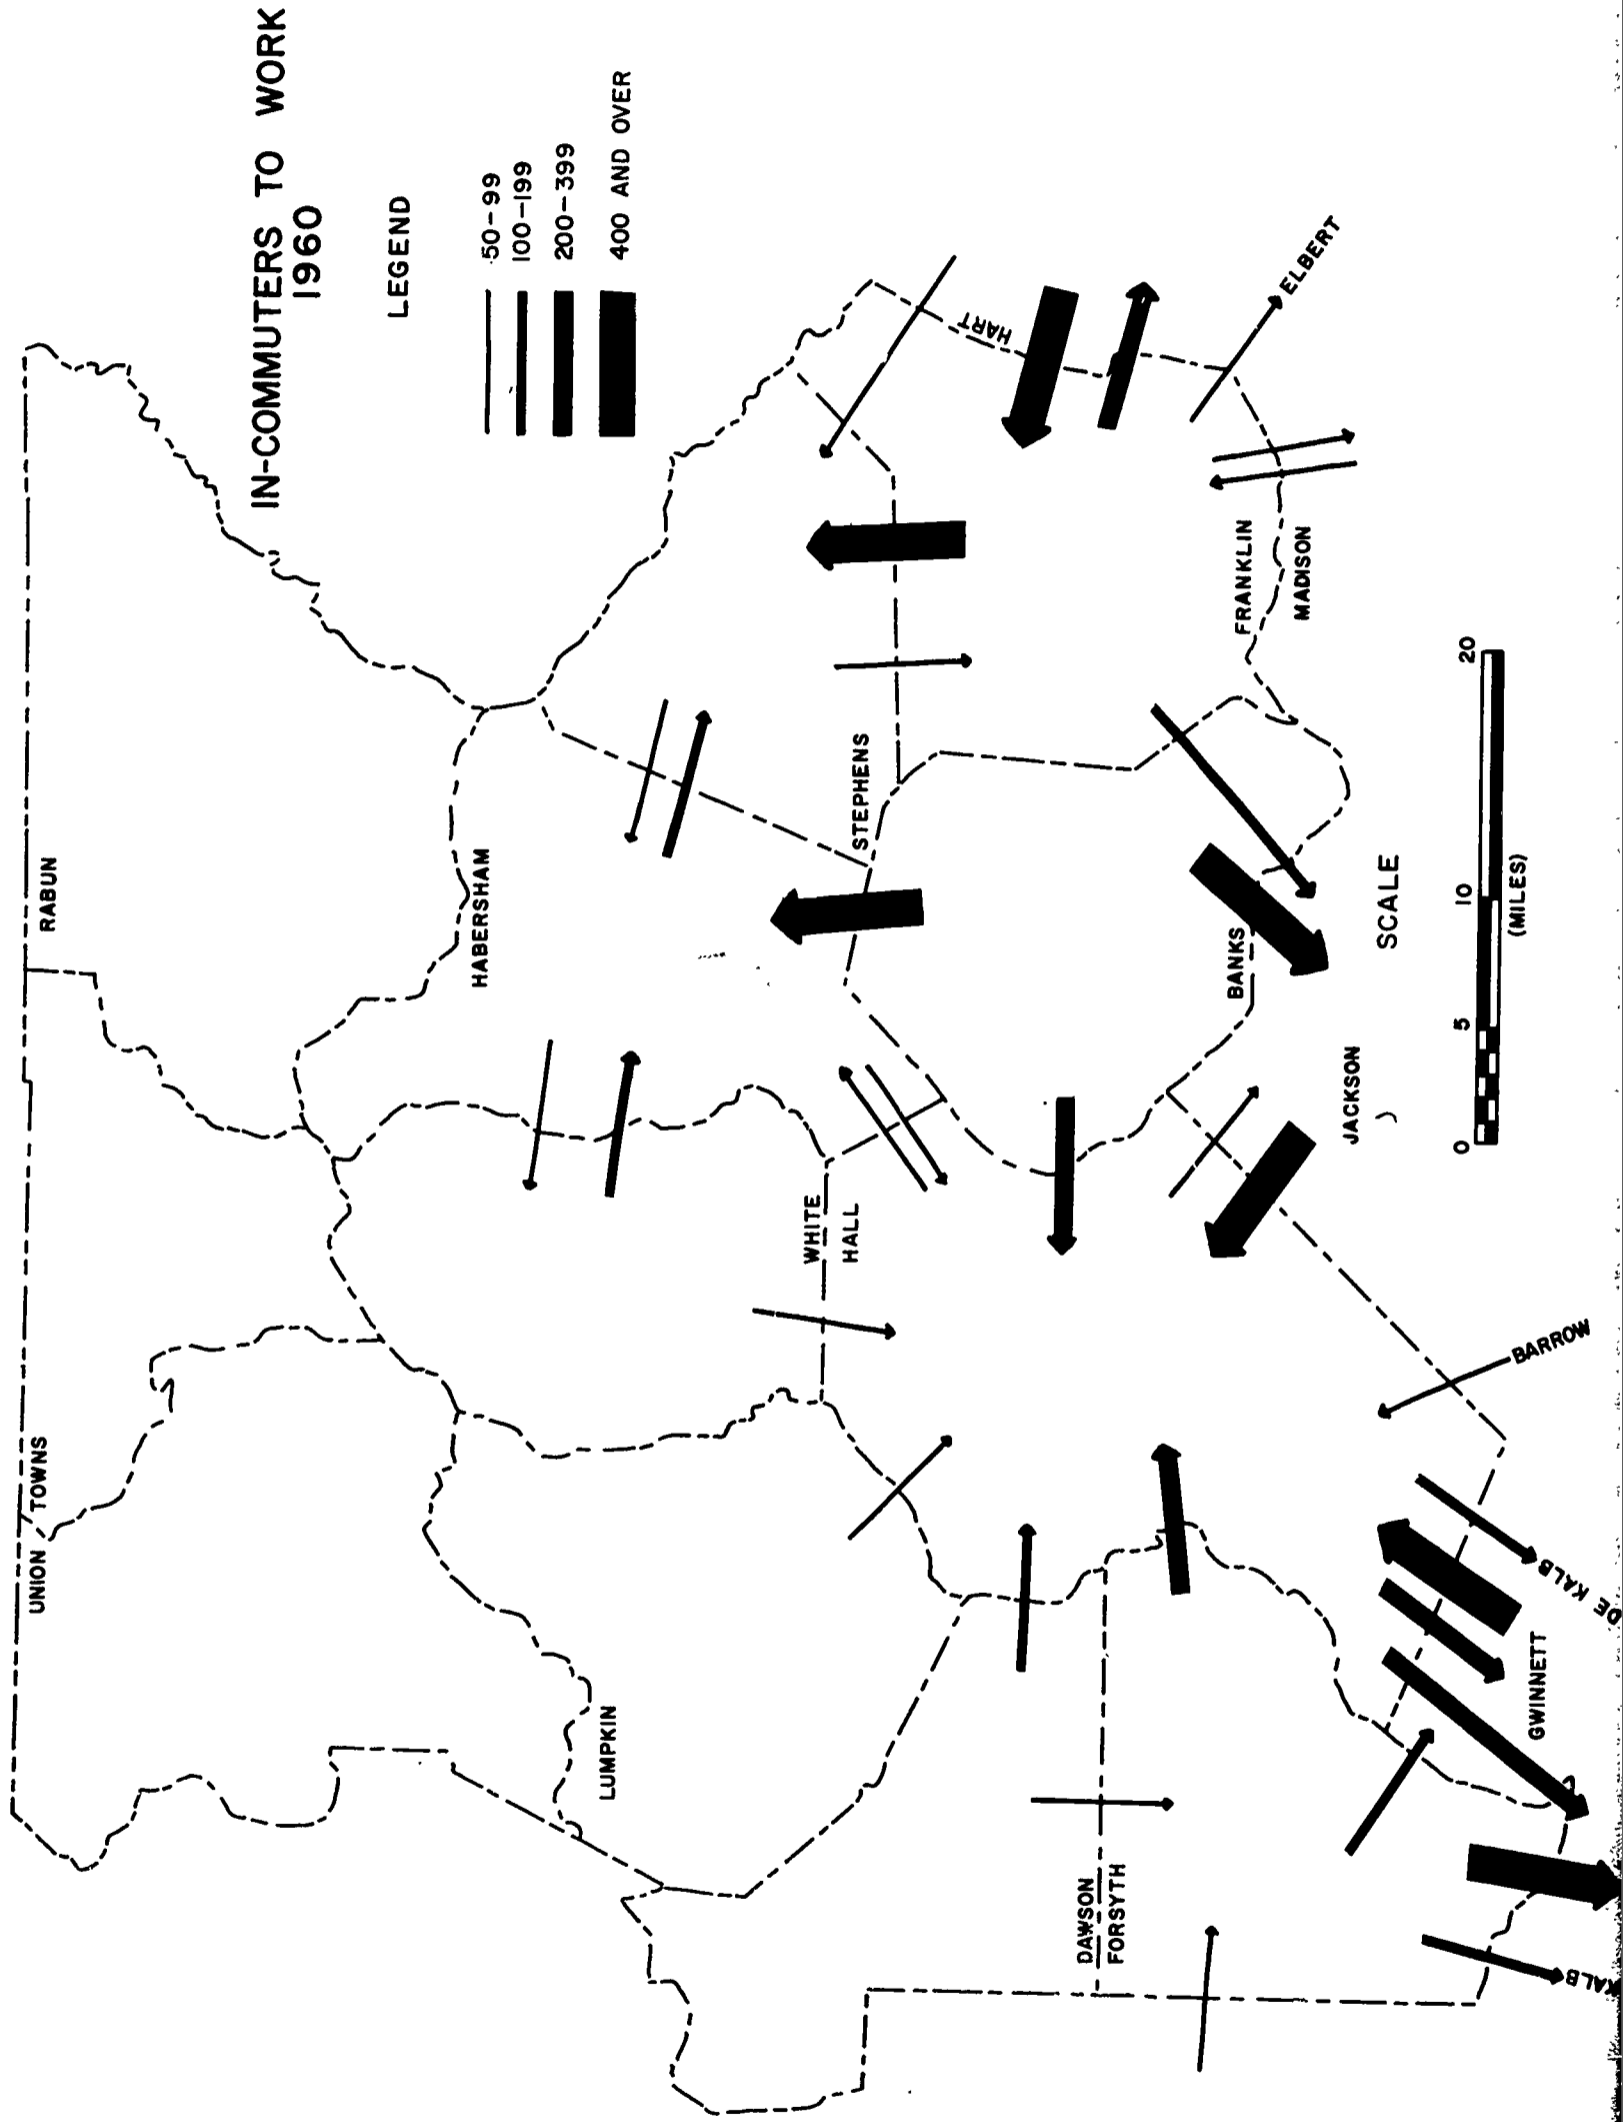 IN-COMMUTERS TO WORK
1960
LEGEND
50-99
100-199
200-399
400 AND OVER
RABUN
UNION
TOWNS
HABERSHAM
LUMPKIN
WHITE
HALL
STEPHENS
HART
ELBERT
FRANKLIN
MADISON
BANKS
JACKSON
DAWSON
FORSYTH
BARROW
DE KALB
GWINNETT
KALB
SCALE
0 5 10 20
(MILES)